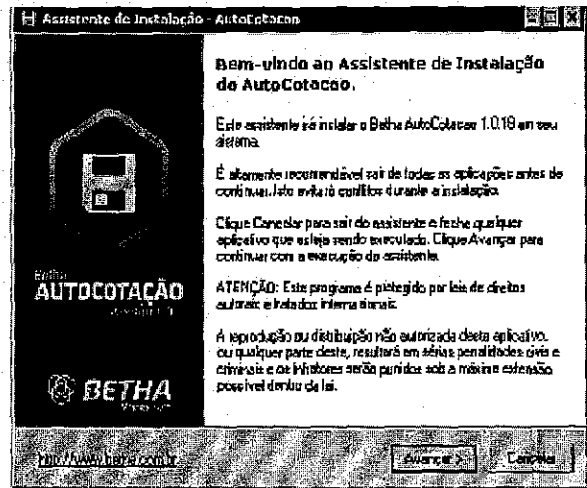 Assistente de Instalação - AutoCotacao
Bem-vindo ao Assistente de Instalação
do AutoCotacao.
Este assistente irá instalar o Betha AutoCotacao 1.0.18 em seu
sistema.
É altamente recomendável sair de todas as aplicações antes de
continuar. Isto evitará conflitos durante a instalação.
Clique Cancelar para sair do assistente e feche qualquer
aplicativo que esteja sendo executado. Clique Avançar para
continuar com a execução do assistente.
ATENÇÃO: Este programa é protegido por leis de direitos
autorais e tratados internacionais.
A reprodução ou distribuição não autorizada deste aplicativo,
ou qualquer parte deste, resultará em sérias penalidades civis e
criminais e os infratores serão punidos sob a máxima extensão
possível dentro da lei.
Betha
AUTOCOTAÇÃO
BETHA
http://www.betha.com.br
Avançar >
Cancelar